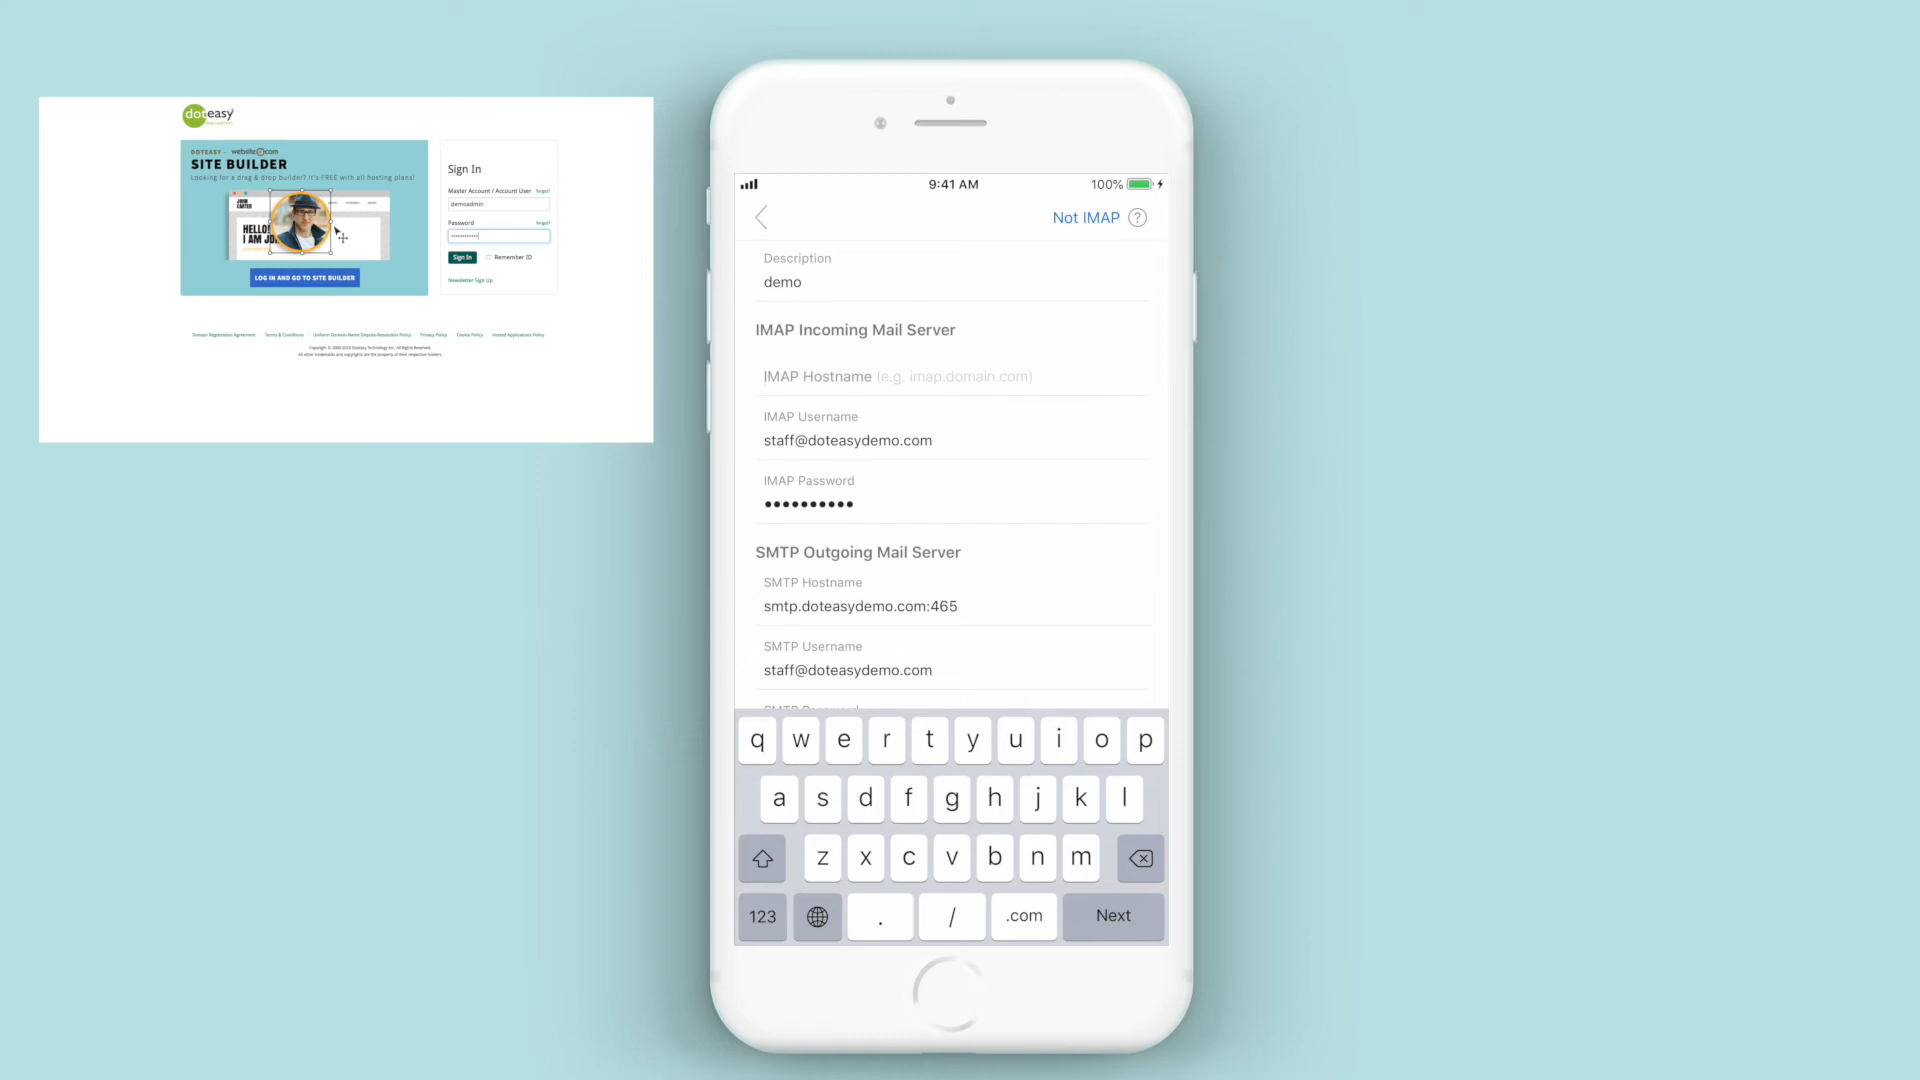 doteasy
DOTEASY - website.com
SITE BUILDER
Looking for a drag & drop builder? It's FREE with all hosting plans!
JOHN
CARTER
HELLO!
I AM JO
LOG IN AND GO TO SITE BUILDER
Sign In
Master Account / Account User forgot?
demoadmin
Password forgot?
Sign In Remember ID
Newsletter Sign Up
Domain Registration Agreement Terms & Conditions Uniform Domain-Name Dispute-Resolution Policy Privacy Policy Cookie Policy Hosted Applications Policy
Copyright © 2000-2018 Doteasy Technology Inc. All Rights Reserved.
All other trademarks and copyrights are the property of their respective holders.
9:41 AM 100%
Not IMAP ?
Description
demo
IMAP Incoming Mail Server
IMAP Hostname (e.g. imap.domain.com)
IMAP Username
staff@doteasydemo.com
IMAP Password
SMTP Outgoing Mail Server
SMTP Hostname
smtp.doteasydemo.com:465
SMTP Username
staff@doteasydemo.com
SMTP Password
q w e r t y u i o p
a s d f g h j k l
z x c v b n m
123 . / .com Next